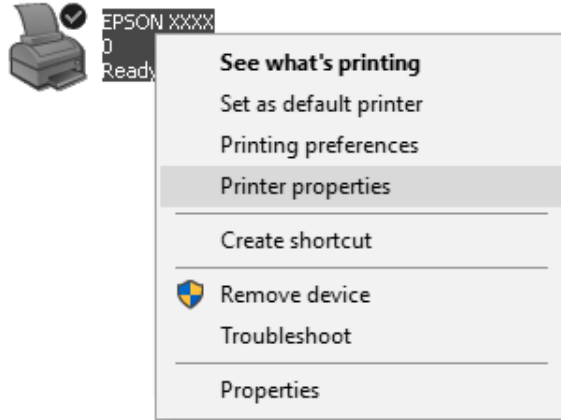 EPSON XXXX
0
Ready
See what's printing
Set as default printer
Printing preferences
Printer properties
Create shortcut
Remove device
Troubleshoot
Properties